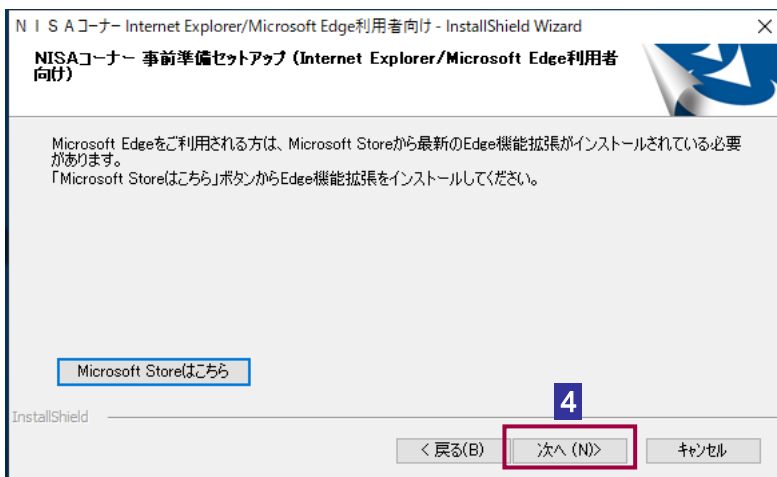 ＮＩＳＡコーナー Internet Explorer/Microsoft Edge利用者向け - InstallShield Wizard
NISAコーナー 事前準備セットアップ (Internet Explorer/Microsoft Edge利用者
向け)
Microsoft Edgeをご利用される方は、Microsoft Storeから最新のEdge機能拡張がインストールされている必要
があります。
「Microsoft Storeはこちら」ボタンからEdge機能拡張をインストールしてください。
Microsoft Storeはこちら
4
InstallShield
< 戻る(B)
次へ (N)>
キャンセル